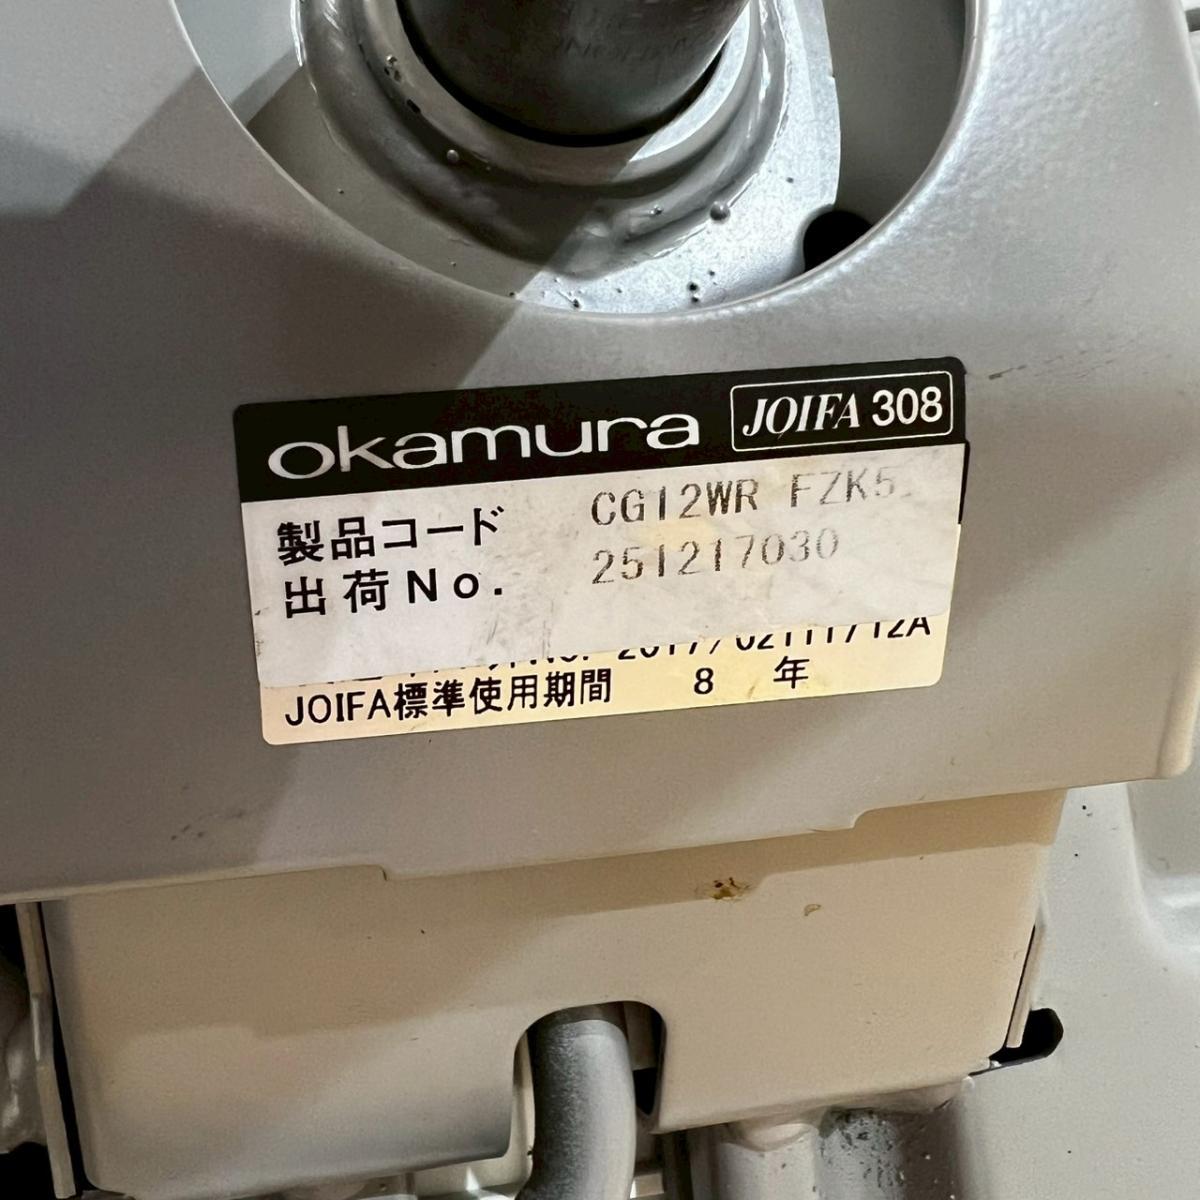 okamura JOIFA 308
製品コード CG12WR FZK5
出荷No. 251217030
JOIFA標準使用期間 8 年